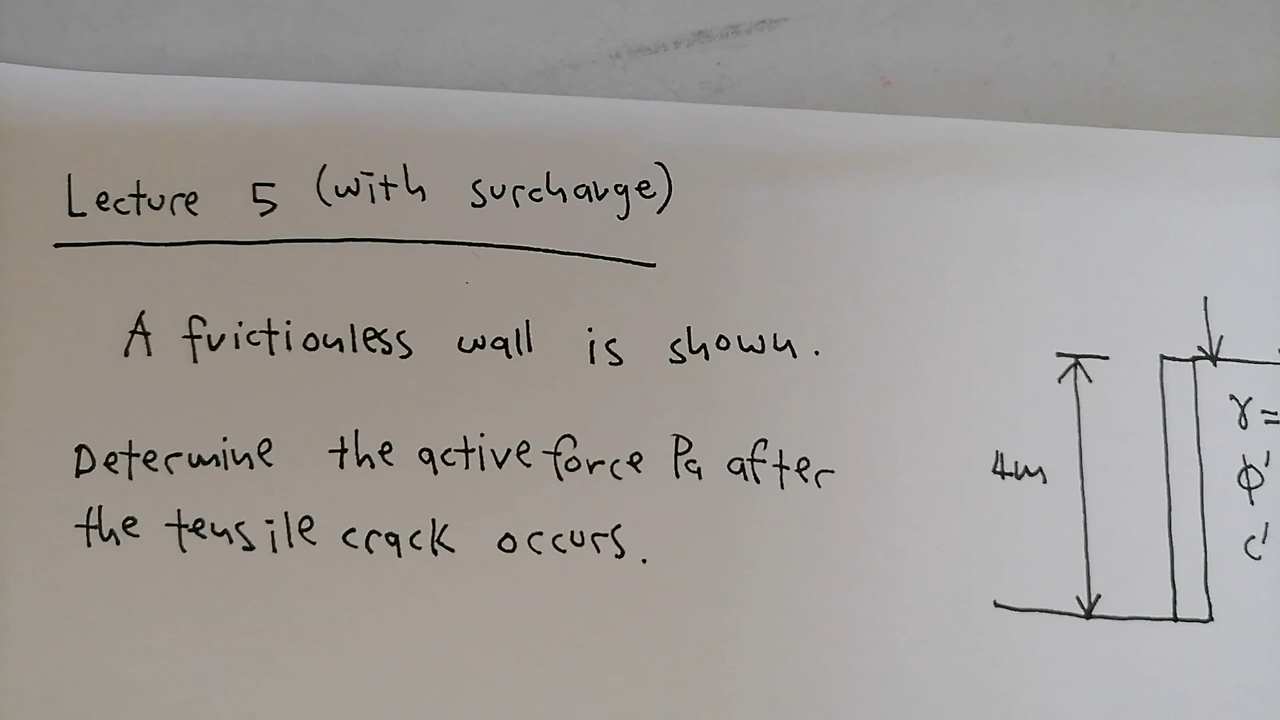 Lecture 5 (with surcharge)
A frictionless wall is shown.
Determine the active force Pa after
the tensile crack occurs.
4m
γ=
ϕ'
c'